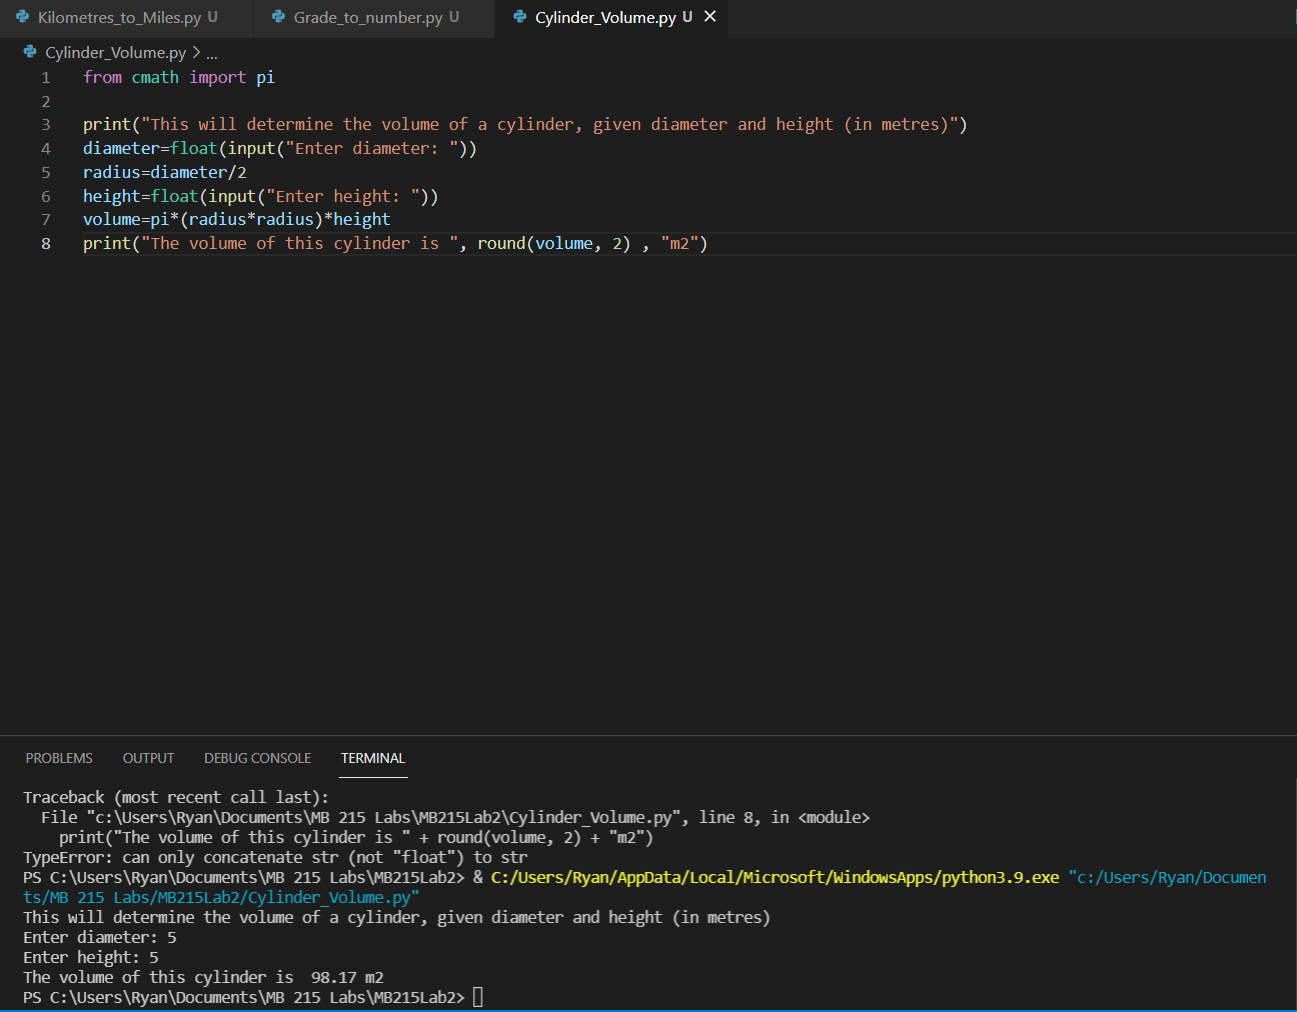 Kilometres_to_Miles.py U Grade_to_number.py U Cylinder_Volume.py U
Cylinder_Volume.py > ...
1 from cmath import pi
2
3 print("This will determine the volume of a cylinder, given diameter and height (in metres)")
4 diameter=float(input("Enter diameter: "))
5 radius=diameter/2
6 height=float(input("Enter height: "))
7 volume=pi*(radius*radius)*height
8 print("The volume of this cylinder is ", round(volume, 2) , "m2")
PROBLEMS OUTPUT DEBUG CONSOLE TERMINAL
Traceback (most recent call last):
  File "c:\Users\Ryan\Documents\MB 215 Labs\MB215Lab2\Cylinder_Volume.py", line 8, in <module>
    print("The volume of this cylinder is " + round(volume, 2) + "m2")
TypeError: can only concatenate str (not "float") to str
PS C:\Users\Ryan\Documents\MB 215 Labs\MB215Lab2> & C:/Users/Ryan/AppData/Local/Microsoft/WindowsApps/python3.9.exe "c:/Users/Ryan/Documen
ts/MB 215 Labs/MB215Lab2/Cylinder_Volume.py"
This will determine the volume of a cylinder, given diameter and height (in metres)
Enter diameter: 5
Enter height: 5
The volume of this cylinder is  98.17 m2
PS C:\Users\Ryan\Documents\MB 215 Labs\MB215Lab2>